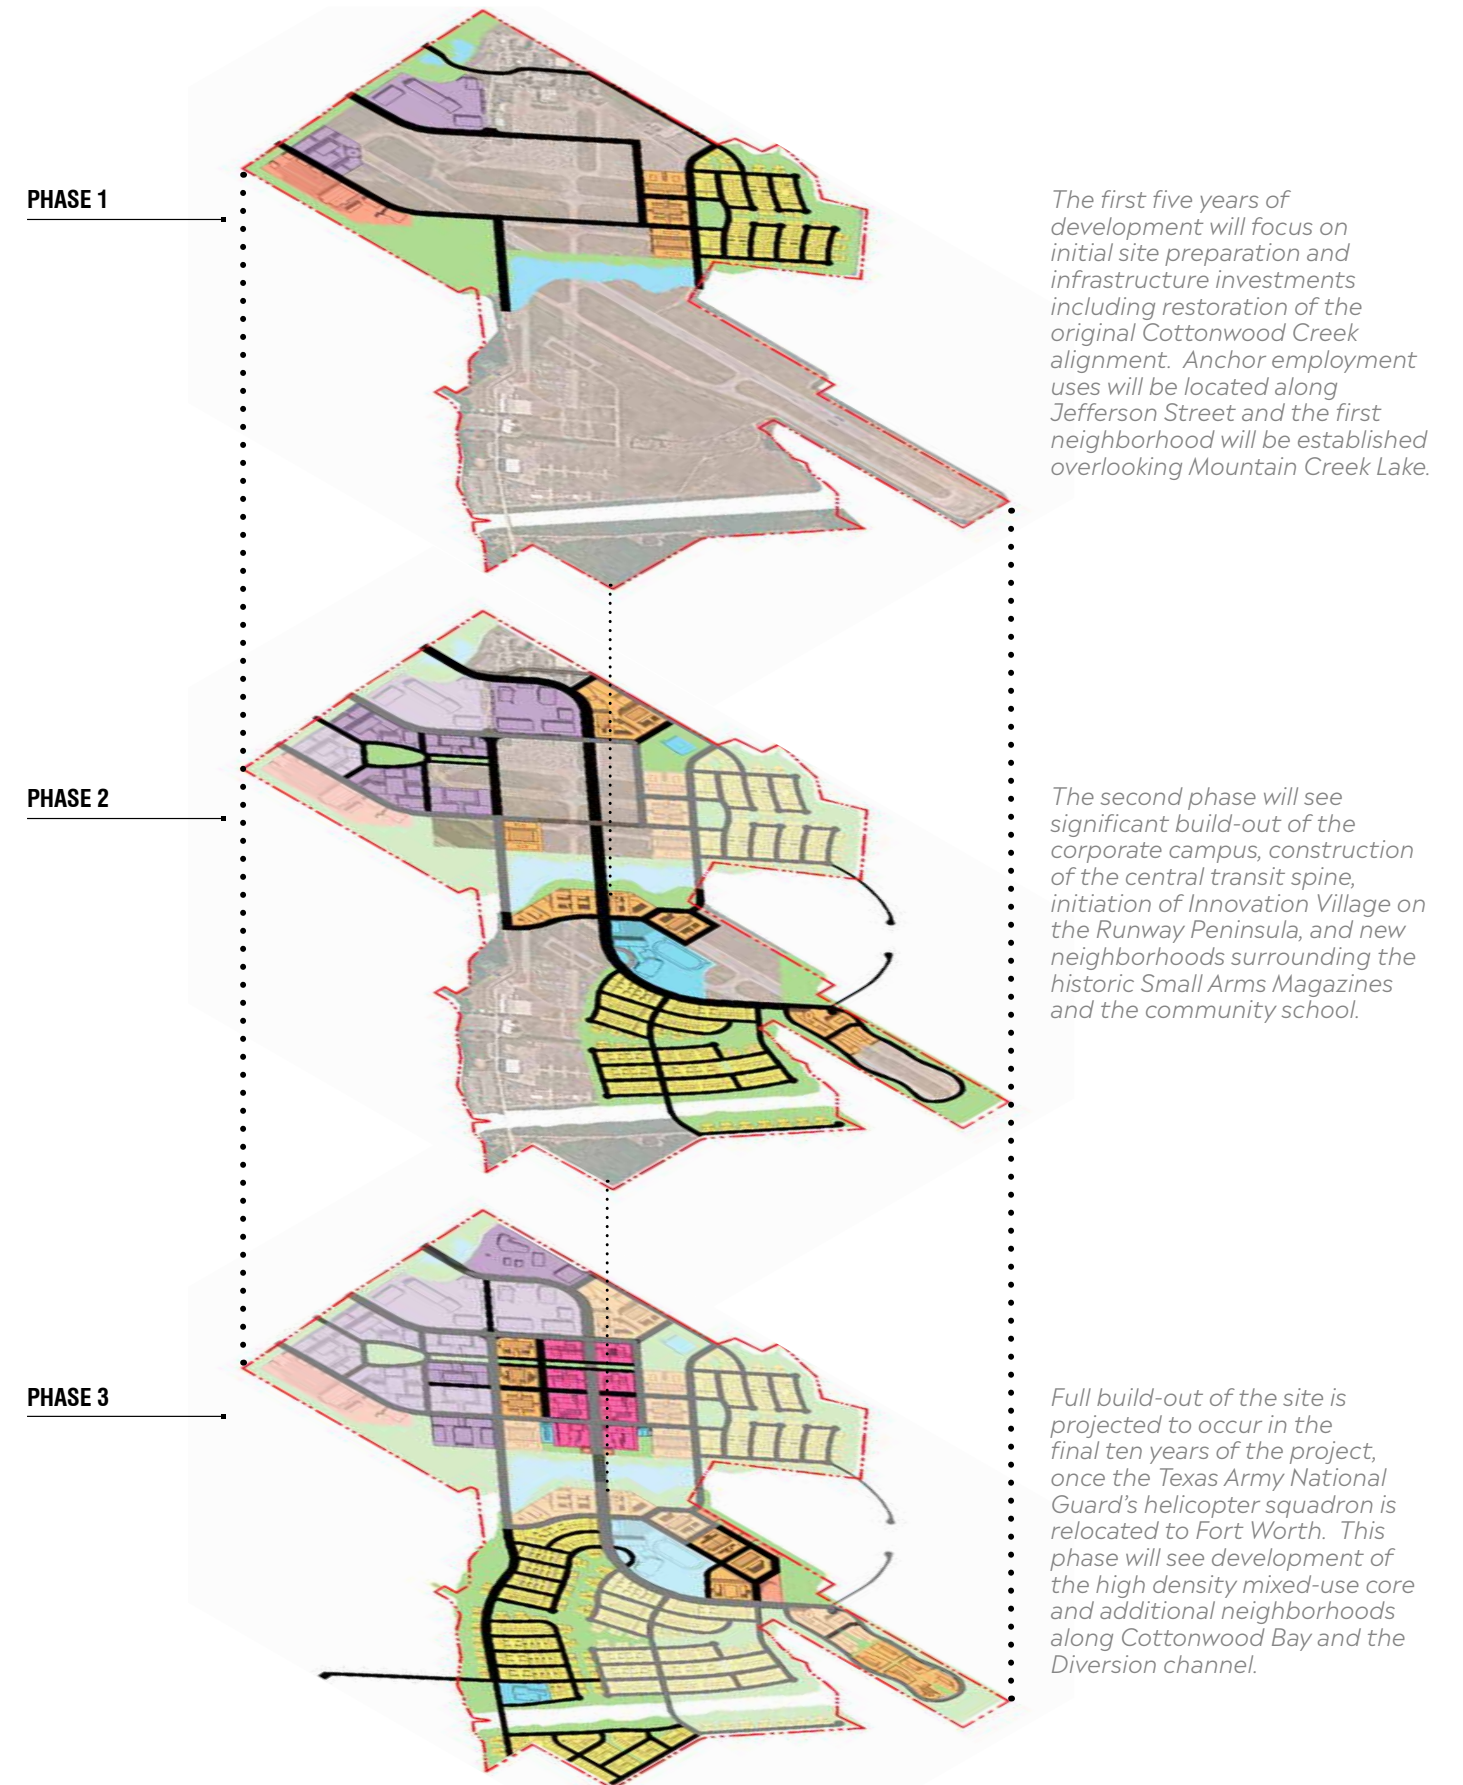 PHASE 1
The first five years of
development will focus on
initial site preparation and
infrastructure investments
including restoration of the
original Cottonwood Creek
alignment.  Anchor employment
uses will be located along
Jefferson Street and the first
neighborhood will be established
overlooking Mountain Creek Lake.
PHASE 2
The second phase will see
significant build-out of the
corporate campus, construction
of the central transit spine,
initiation of Innovation Village on
the Runway Peninsula, and new
neighborhoods surrounding the
historic Small Arms Magazines
and the community school.
PHASE 3
Full build-out of the site is
projected to occur in the
final ten years of the project,
once the Texas Army National
Guard’s helicopter squadron is
relocated to Fort Worth.  This
phase will see development of
the high density mixed-use core
and additional neighborhoods
along Cottonwood Bay and the
Diversion channel.